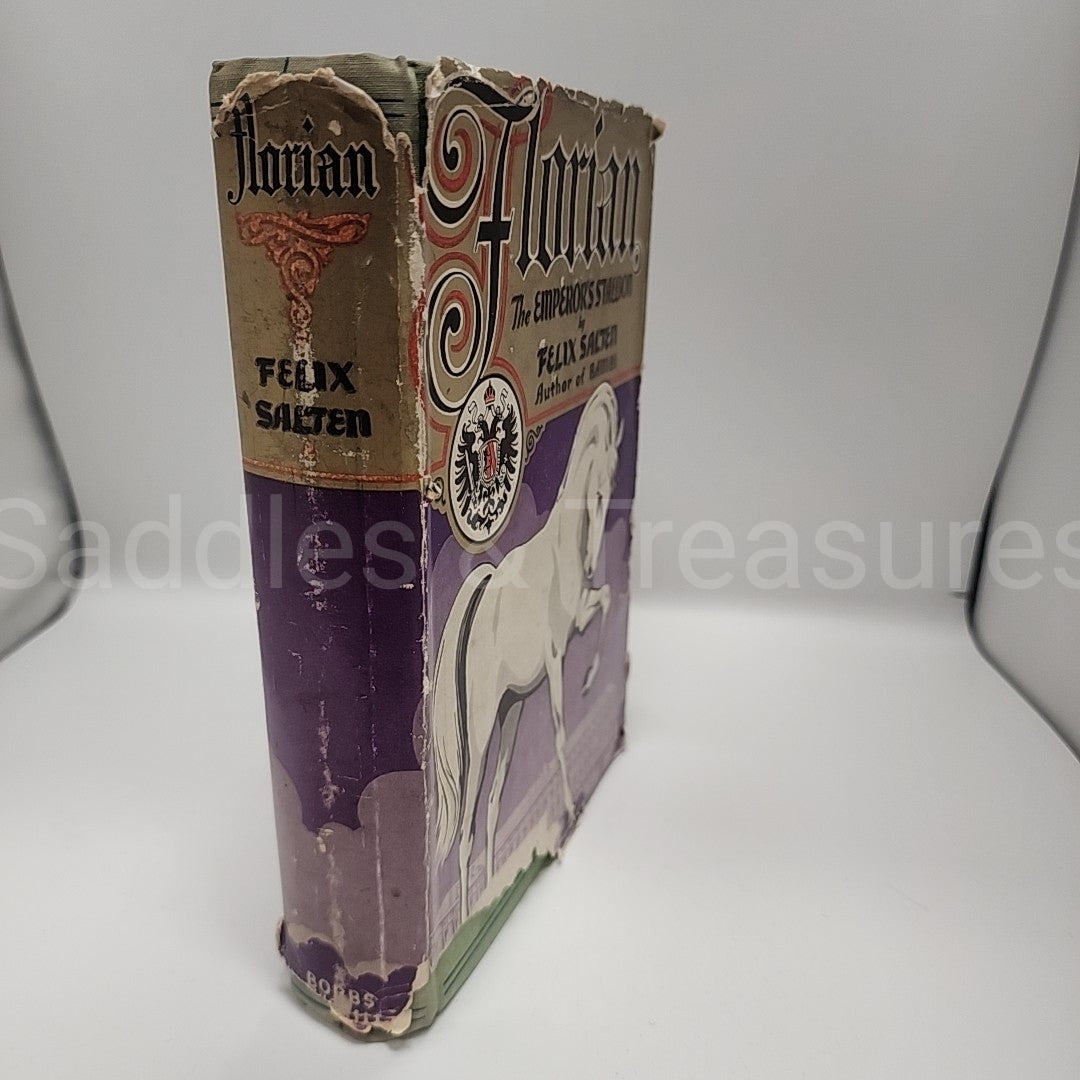 Florian
FELIX
SALTEN
BOBBS
Florian,
The EMPEROR'S STALLION
by
FELIX SALTEN
Author of BAMBI
Saddles & Treasures